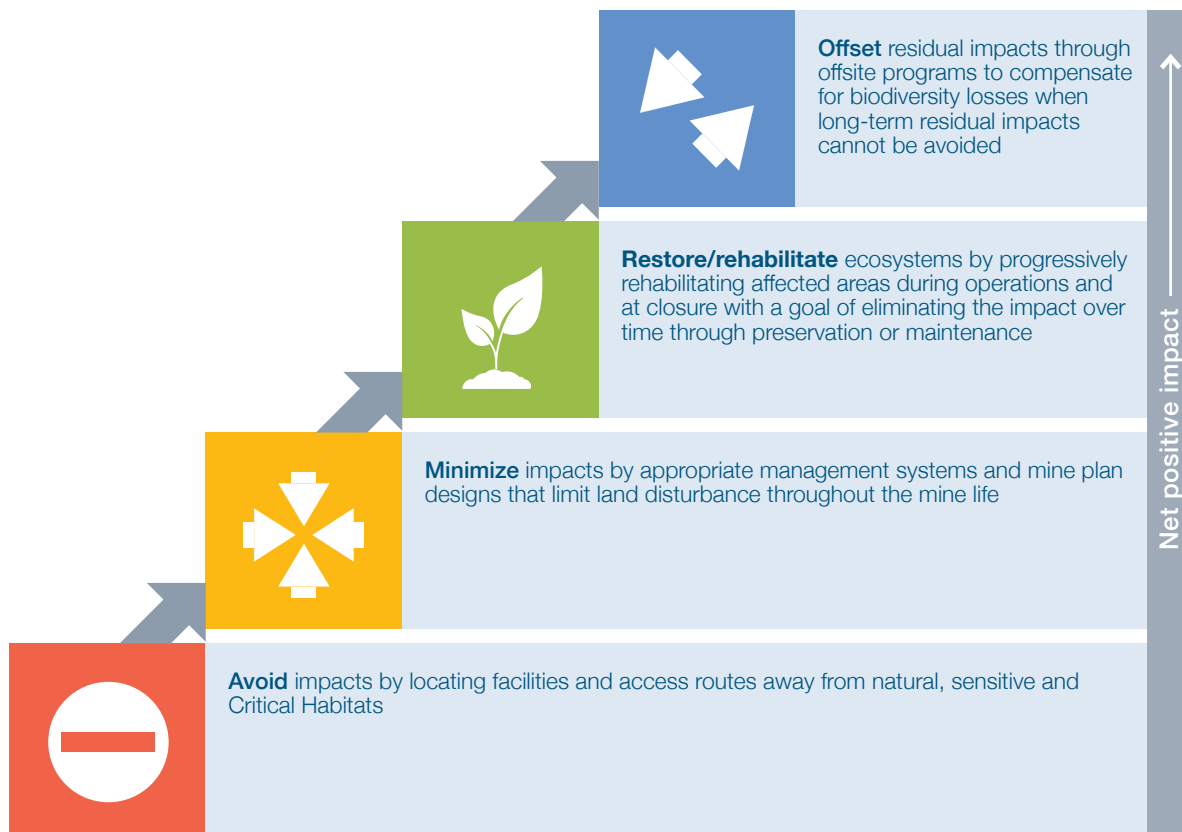 Offset residual impacts through
offsite programs to compensate
for biodiversity losses when
long-term residual impacts
cannot be avoided
Restore/rehabilitate ecosystems by progressively
rehabilitating affected areas during operations and
at closure with a goal of eliminating the impact over
time through preservation or maintenance
Minimize impacts by appropriate management systems and mine plan
designs that limit land disturbance throughout the mine life
Avoid impacts by locating facilities and access routes away from natural, sensitive and
Critical Habitats
Net positive impact